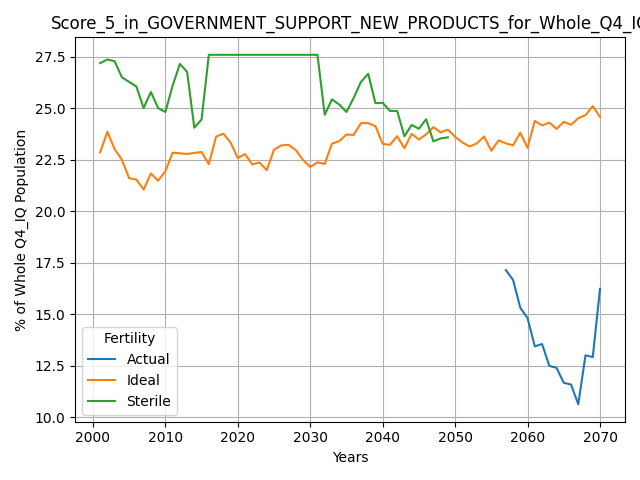 Score_5_in_GOVERNMENT_SUPPORT_NEW_PRODUCTS_for_Whole_Q4_IQ
% of Whole Q4_IQ Population
27.5
25.0
22.5
20.0
17.5
15.0
12.5
10.0
Fertility
Actual
Ideal
Sterile
2000 2010 2020 2030 2040 2050 2060 2070
Years